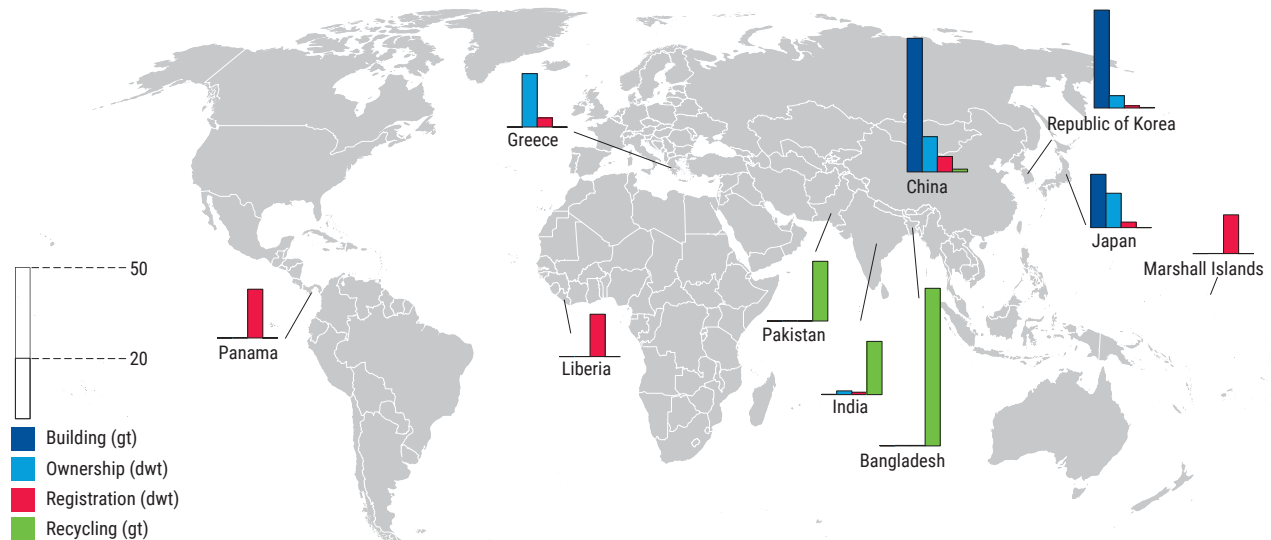 Republic of Korea
Greece
China
Japan
Marshall Islands
50
Pakistan
Panama
20
Liberia
India
Bangladesh
Building (gt)
Ownership (dwt)
Registration (dwt)
Recycling (gt)